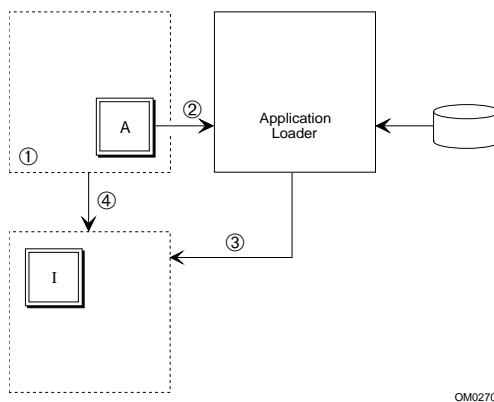 ②
A
Application
Loader
①
④
③
I
OM0270